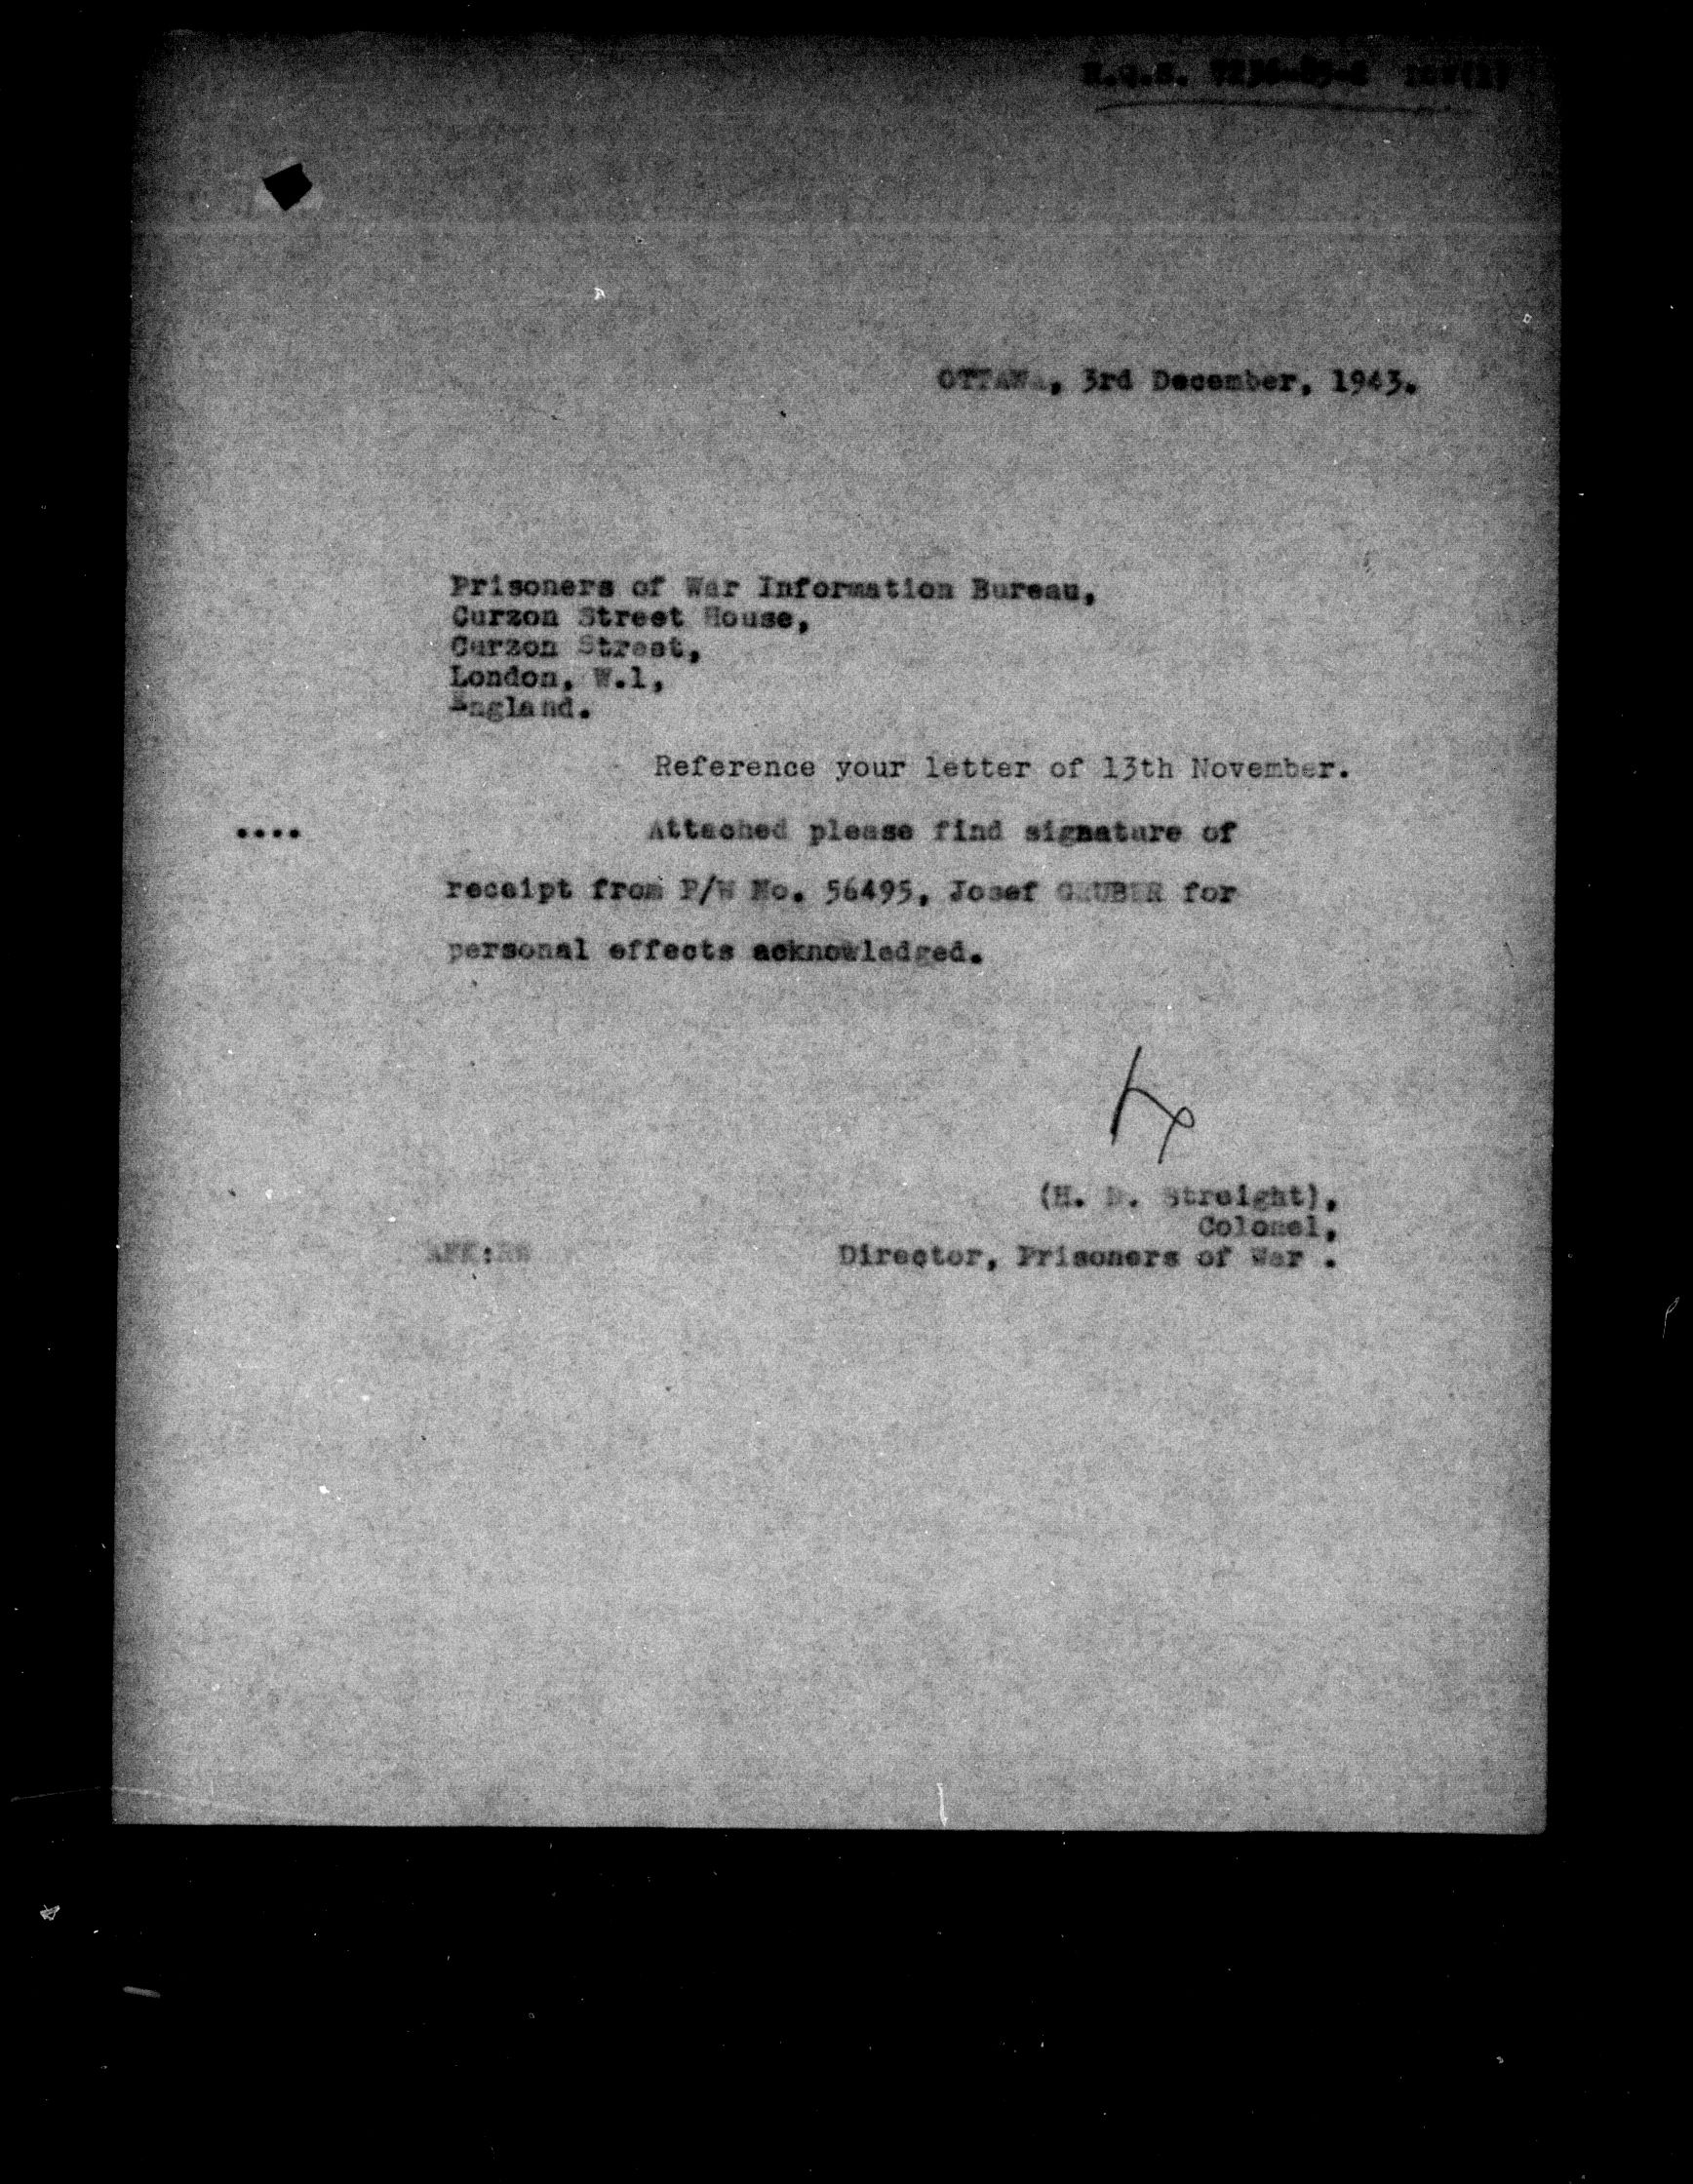 H.Q.S.
OTTAWA, 3rd December, 1943.
Prisoners of War Information Bureau,
Curzon Street House,
Curzon Street,
London, W.1,
England.
Reference your letter of 13th November.
.... Attached please find signature of
receipt from P/W No. 56495, Josef GRUBER for
personal effects acknowledged.
(H. D. Streight),
Colonel,
Director, Prisoners of War .